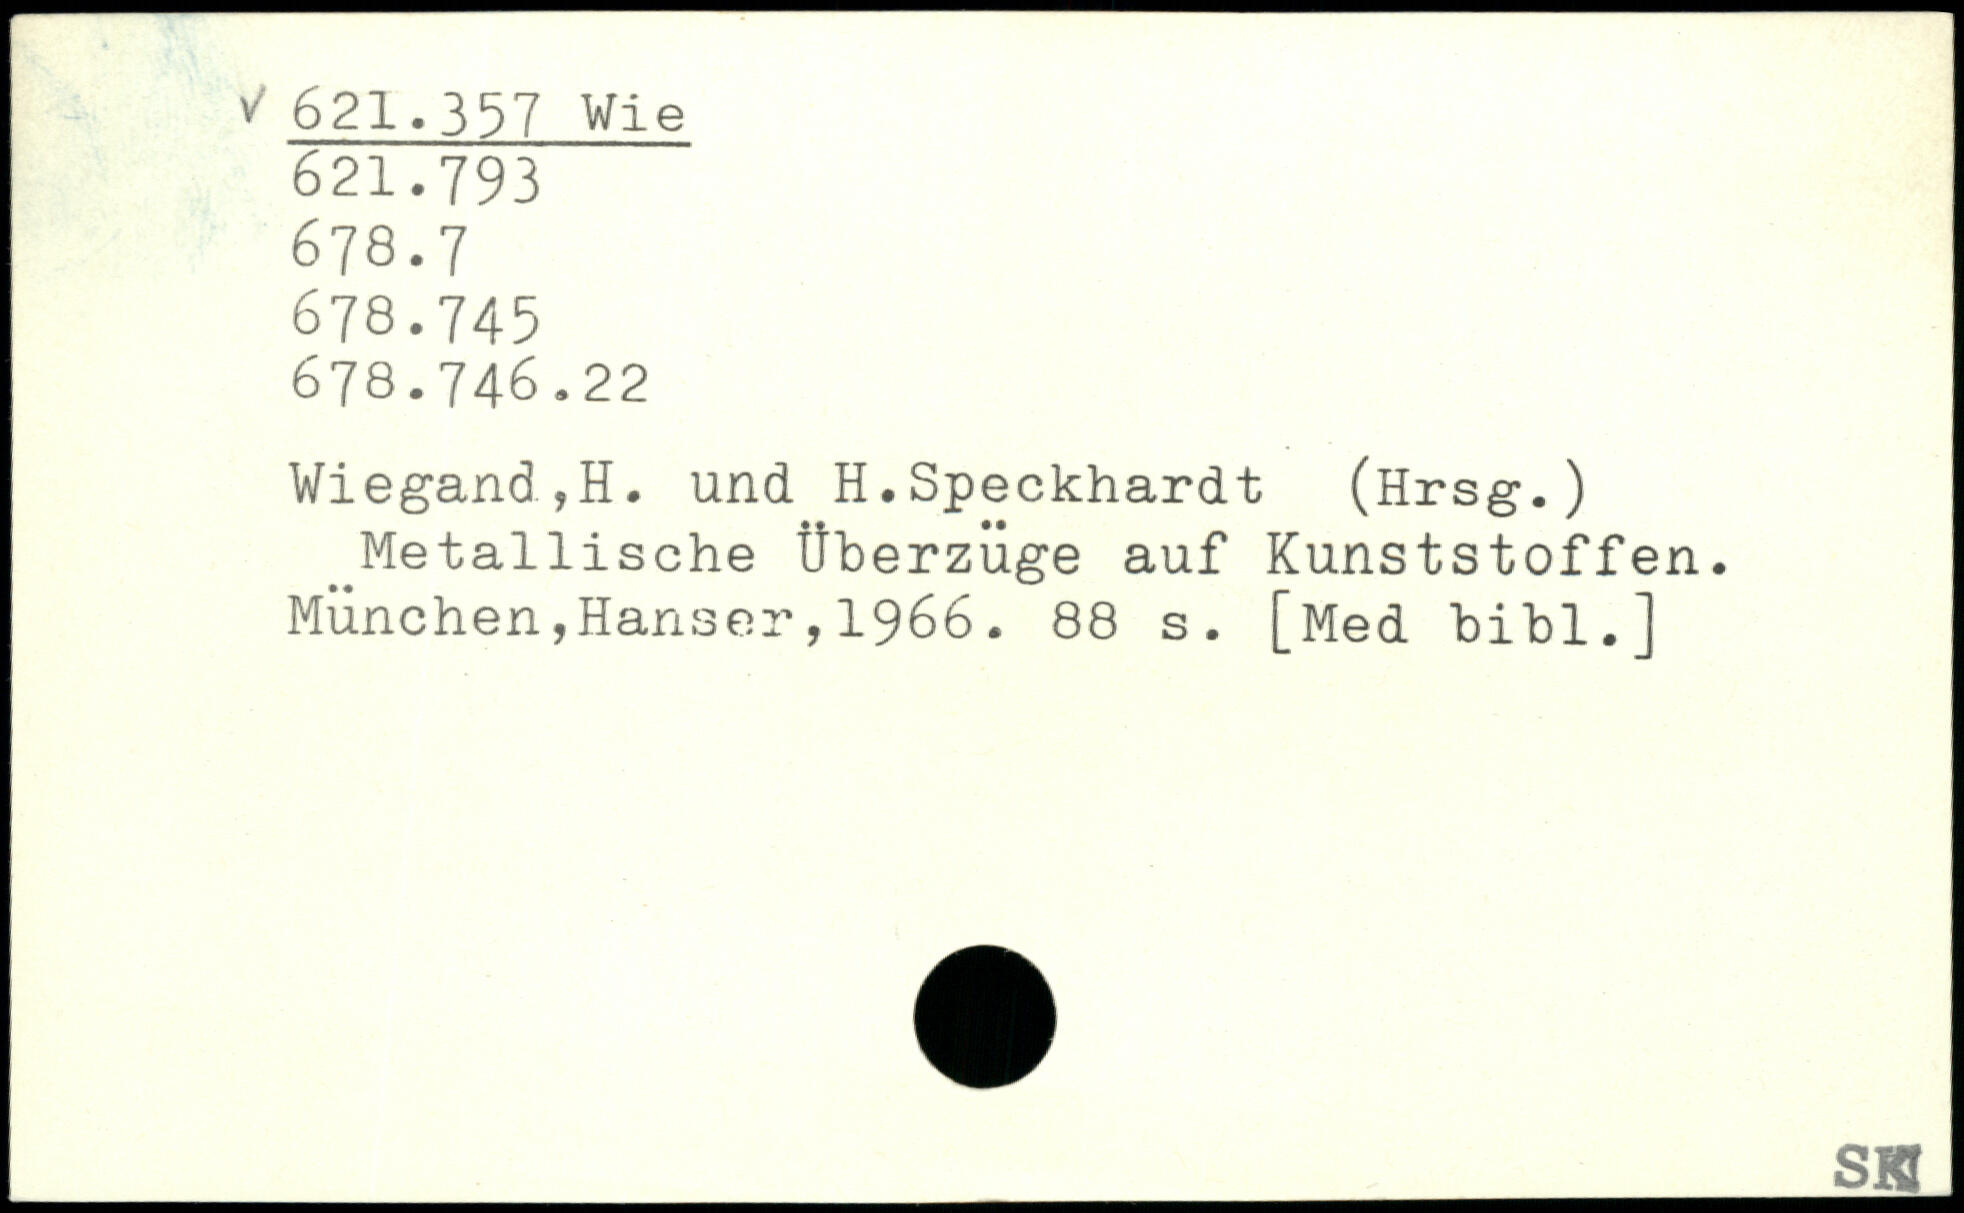 v 621.357 Wie
621.793
678.7
678.745
678.746.22
Wiegand,H. und H.Speckhardt (Hrsg.)
Metallische Überzüge auf Kunststoffen.
München,Hanser,1966. 88 s. [Med bibl.]